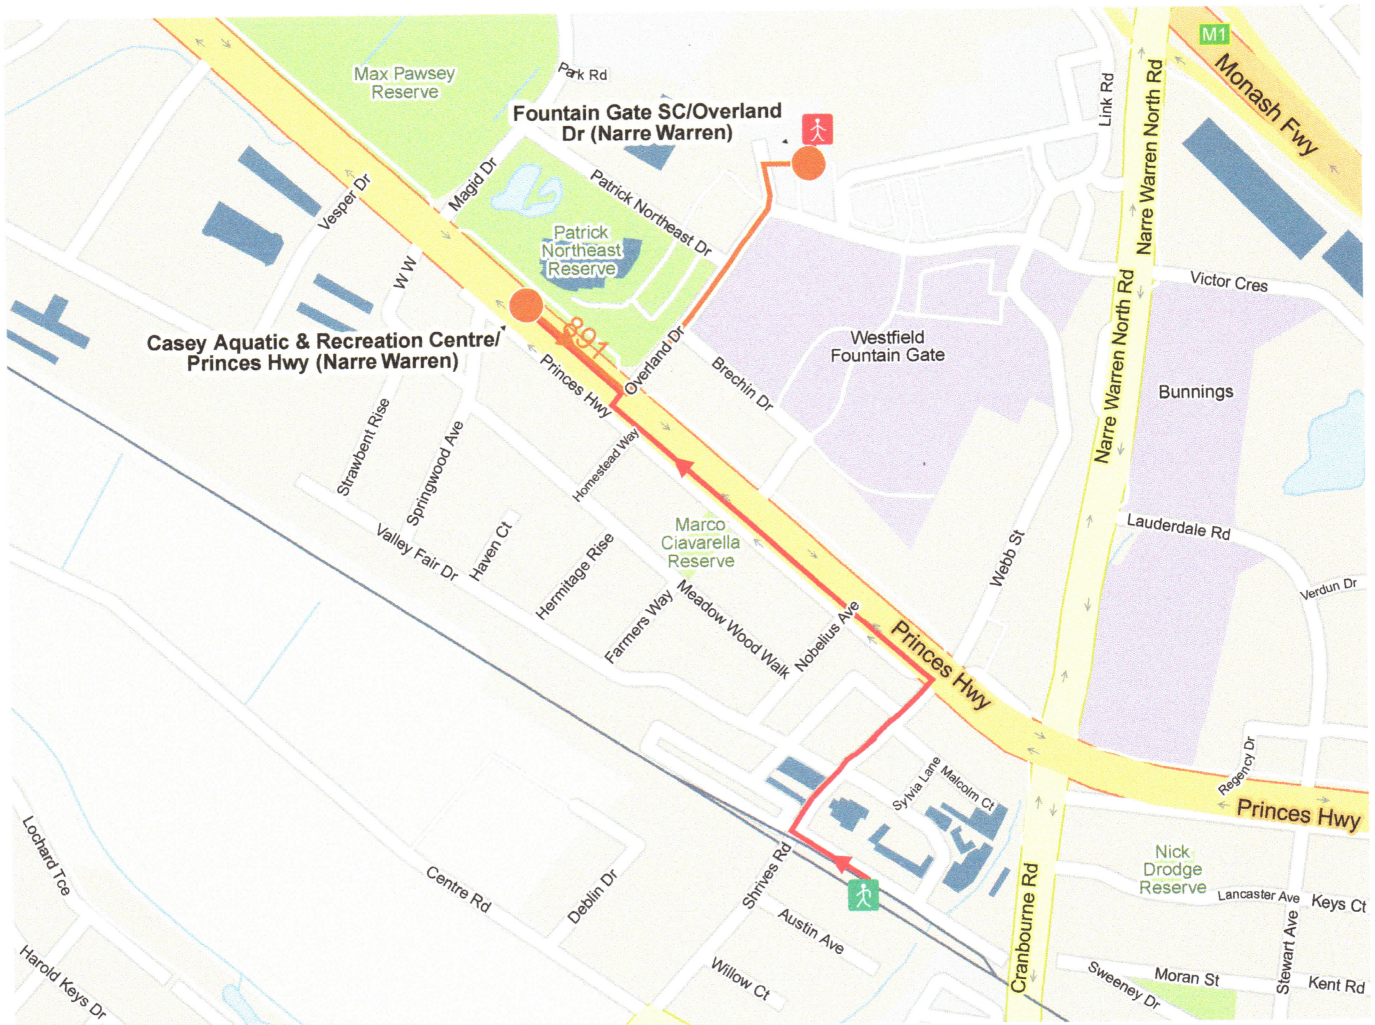 M1
Monash Fwy
Max Pawsey
Reserve
Park Rd
Link Rd
Narre Warren North Rd
Fountain Gate SC/Overland
Dr (Narre Warren)
Vesper Dr
Magid Dr
Patrick Northeast Dr
Patrick
Northeast
Reserve
W W
Victor Cres
Narre Warren North Rd
891
Casey Aquatic & Recreation Centre/
Princes Hwy (Narre Warren)
Princes Hwy
Overland Dr
Brechin Dr
Westfield
Fountain Gate
Bunnings
Strawbent Rise
Springwood Ave
Homestead Way
Valley Fair Dr
Haven Ct
Hermitage Rise
Marco
Ciavarella
Reserve
Farmers Way
Meadow Wood Walk
Nobelius Ave
Webb St
Lauderdale Rd
Verdun Dr
Princes Hwy
Sylvia Lane
Malcolm Ct
Regency Dr
Princes Hwy
Lochard Tce
Centre Rd
Deblin Dr
Shrives Rd
Austin Ave
Willow Ct
Cranbourne Rd
Nick
Drodge
Reserve
Lancaster Ave
Keys Ct
Stewart Ave
Moran St
Sweeney Dr
Kent Rd
Harold Keys Dr